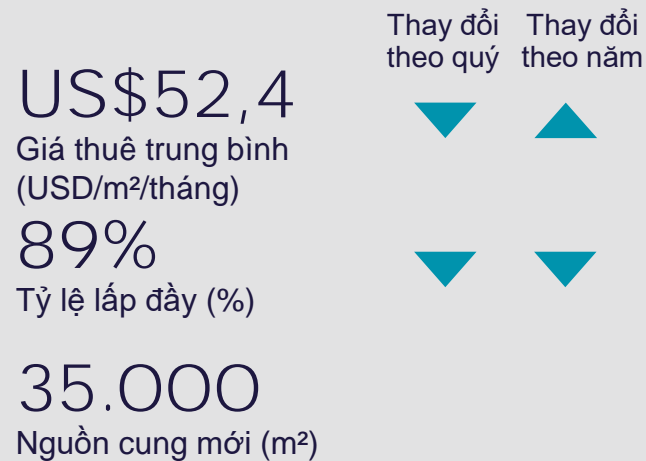 Thay đổi theo quý
Thay đổi theo năm
US$52,4
Giá thuê trung bình
(USD/m²/tháng)
89%
Tỷ lệ lấp đầy (%)
35.000
Nguồn cung mới (m²)